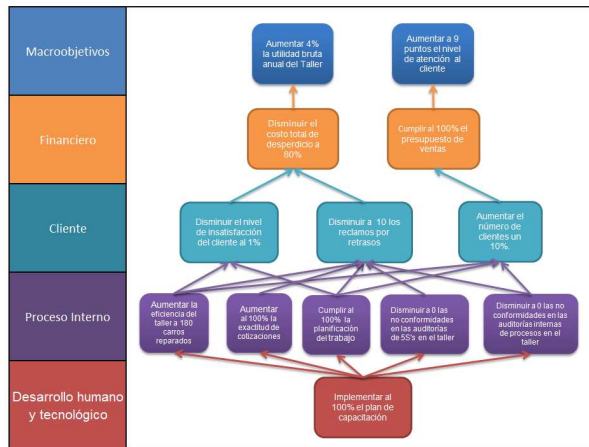 Macroobjetivos
Aumentar 4%
la utilidad bruta
anual del Taller
Aumentar a 9
puntos el nivel
de atención al
cliente
Financiero
Disminuir el
costo total de
desperdicio a
80%
Cumplir al 100% el
presupuesto de
ventas
Cliente
Disminuir el nivel
de insatisfacción
del cliente al 1%
Disminuir a 10 los
reclamos por
retrasos
Aumentar el
número de
clientes un
10%.
Proceso Interno
Aumentar la
eficiencia del
taller a 180
carros
reparados
Aumentar
al 100% la
exactitud de
cotizaciones
Cumplir al
100% la
planificación
del trabajo
Disminuir a 0 las
no conformidades
en las auditorías
de 5S's en el taller
Disminuir a 0 las no
conformidades en las
auditorías internas
de procesos en el
taller
Desarrollo humano
y tecnológico
Implementar al
100% el plan de
capacitación